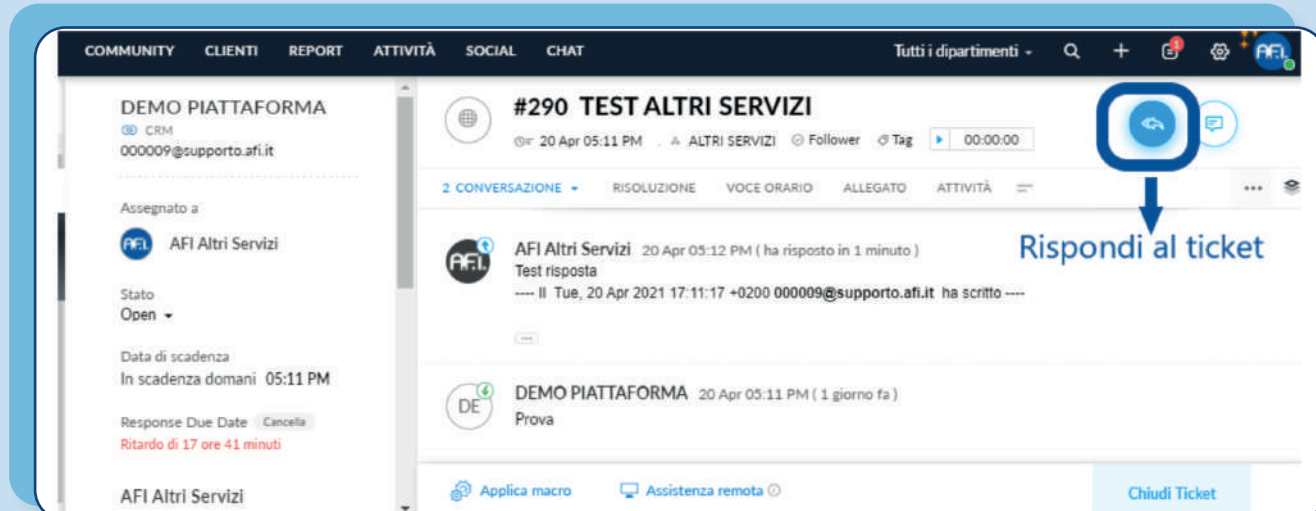 COMMUNITY CLIENTI REPORT ATTIVITÀ SOCIAL CHAT Tutti i dipartimenti 1 AFI.
DEMO PIATTAFORMA
CRM
000009@supporto.afi.it
Assegnato a
AFI. AFI Altri Servizi
Stato
Open
Data di scadenza
In scadenza domani 05:11 PM
Response Due Date Cancella
Ritardo di 17 ore 41 minuti
AFI Altri Servizi
#290 TEST ALTRI SERVIZI
20 Apr 05:11 PM . ALTRI SERVIZI Follower Tag 00:00:00
2 CONVERSAZIONE RISOLUZIONE VOCE ORARIO ALLEGATO ATTIVITÀ
Rispondi al ticket
AFI. AFI Altri Servizi 20 Apr 05:12 PM ( ha risposto in 1 minuto )
Test risposta
---- Il Tue, 20 Apr 2021 17:11:17 +0200 000009@supporto.afi.it ha scritto ----
DE DEMO PIATTAFORMA 20 Apr 05:11 PM ( 1 giorno fa )
Prova
Applica macro Assistenza remota Chiudi Ticket